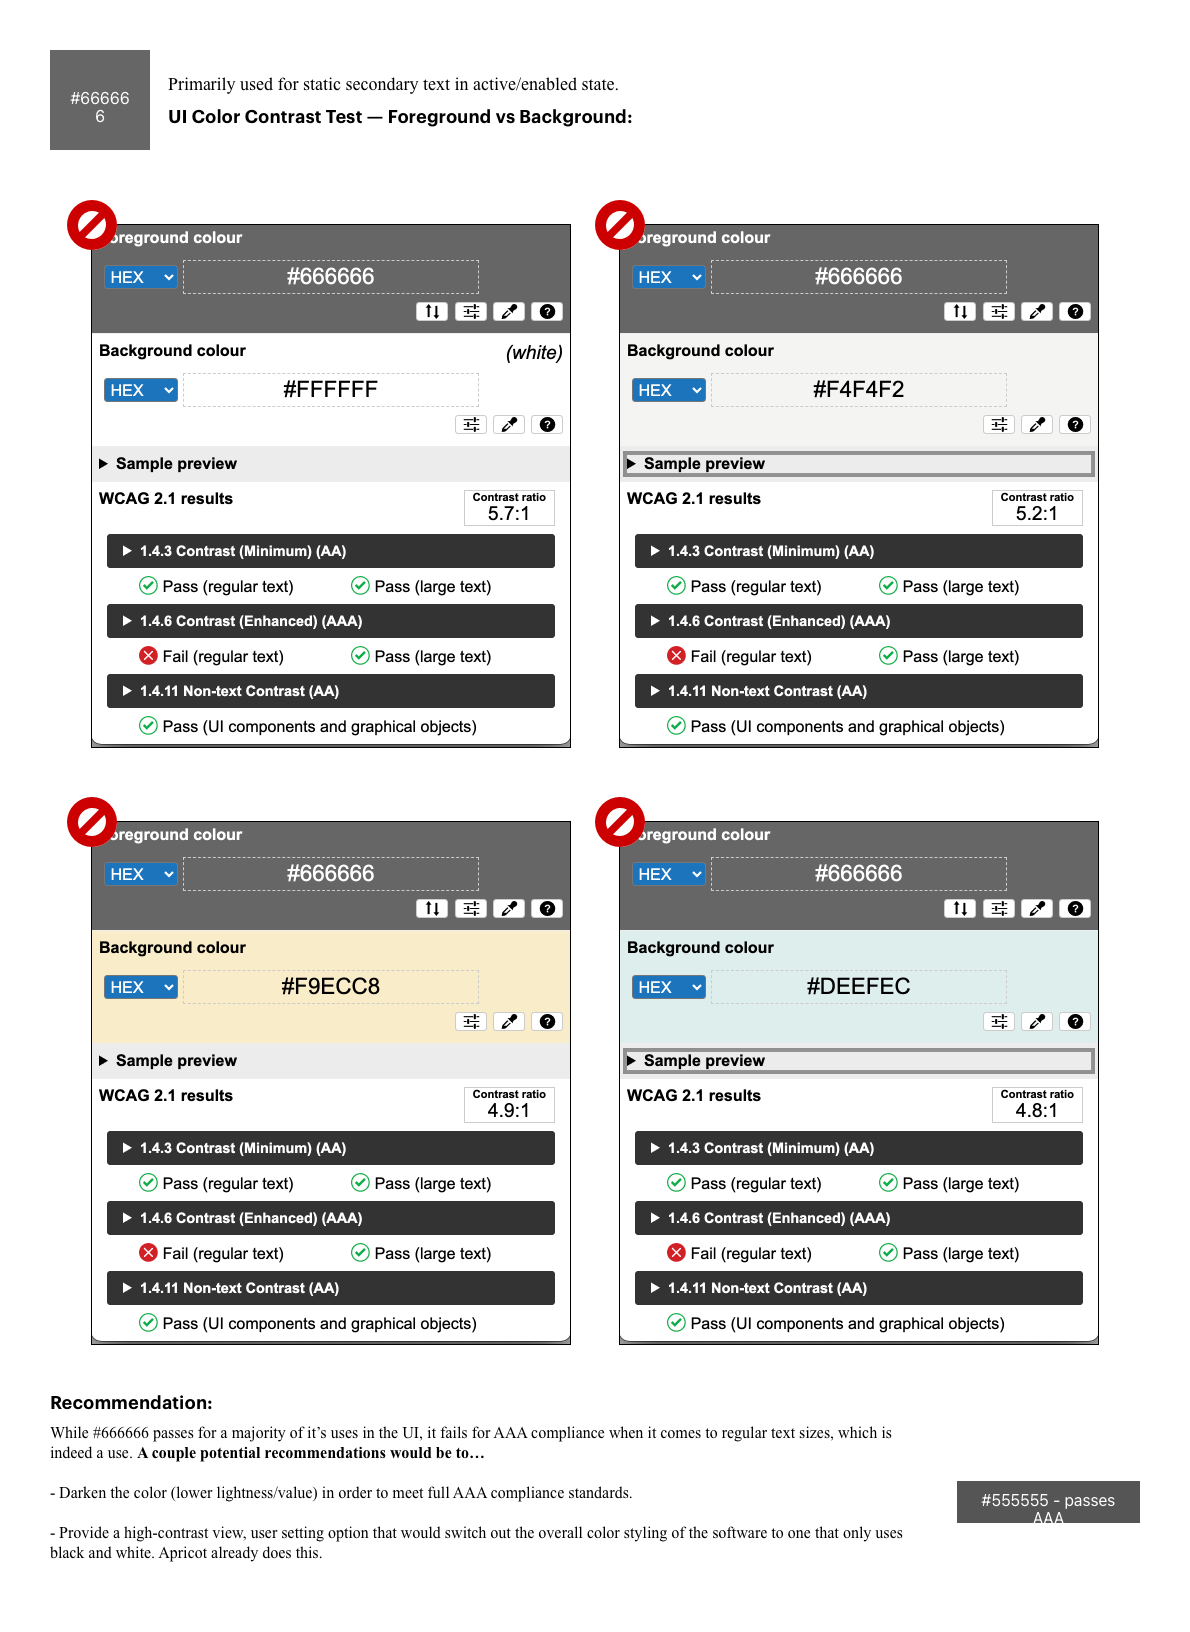 #66666
6
Primarily used for static secondary text in active/enabled state.
UI Color Contrast Test — Foreground vs Background:
oreground colour
HEX
#666666
Background colour
(white)
HEX
#FFFFFF
Sample preview
WCAG 2.1 results
Contrast ratio
5.7:1
1.4.3 Contrast (Minimum) (AA)
Pass (regular text) Pass (large text)
1.4.6 Contrast (Enhanced) (AAA)
Fail (regular text) Pass (large text)
1.4.11 Non-text Contrast (AA)
Pass (UI components and graphical objects)
oreground colour
HEX
#666666
Background colour
HEX
#F4F4F2
Sample preview
WCAG 2.1 results
Contrast ratio
5.2:1
1.4.3 Contrast (Minimum) (AA)
Pass (regular text) Pass (large text)
1.4.6 Contrast (Enhanced) (AAA)
Fail (regular text) Pass (large text)
1.4.11 Non-text Contrast (AA)
Pass (UI components and graphical objects)
oreground colour
HEX
#666666
Background colour
HEX
#F9ECC8
Sample preview
WCAG 2.1 results
Contrast ratio
4.9:1
1.4.3 Contrast (Minimum) (AA)
Pass (regular text) Pass (large text)
1.4.6 Contrast (Enhanced) (AAA)
Fail (regular text) Pass (large text)
1.4.11 Non-text Contrast (AA)
Pass (UI components and graphical objects)
oreground colour
HEX
#666666
Background colour
HEX
#DEEFEC
Sample preview
WCAG 2.1 results
Contrast ratio
4.8:1
1.4.3 Contrast (Minimum) (AA)
Pass (regular text) Pass (large text)
1.4.6 Contrast (Enhanced) (AAA)
Fail (regular text) Pass (large text)
1.4.11 Non-text Contrast (AA)
Pass (UI components and graphical objects)
Recommendation:
While #666666 passes for a majority of it’s uses in the UI, it fails for AAA compliance when it comes to regular text sizes, which is
indeed a use. A couple potential recommendations would be to…
- Darken the color (lower lightness/value) in order to meet full AAA compliance standards.
- Provide a high-contrast view, user setting option that would switch out the overall color styling of the software to one that only uses
black and white. Apricot already does this.
#555555 - passes
AAA